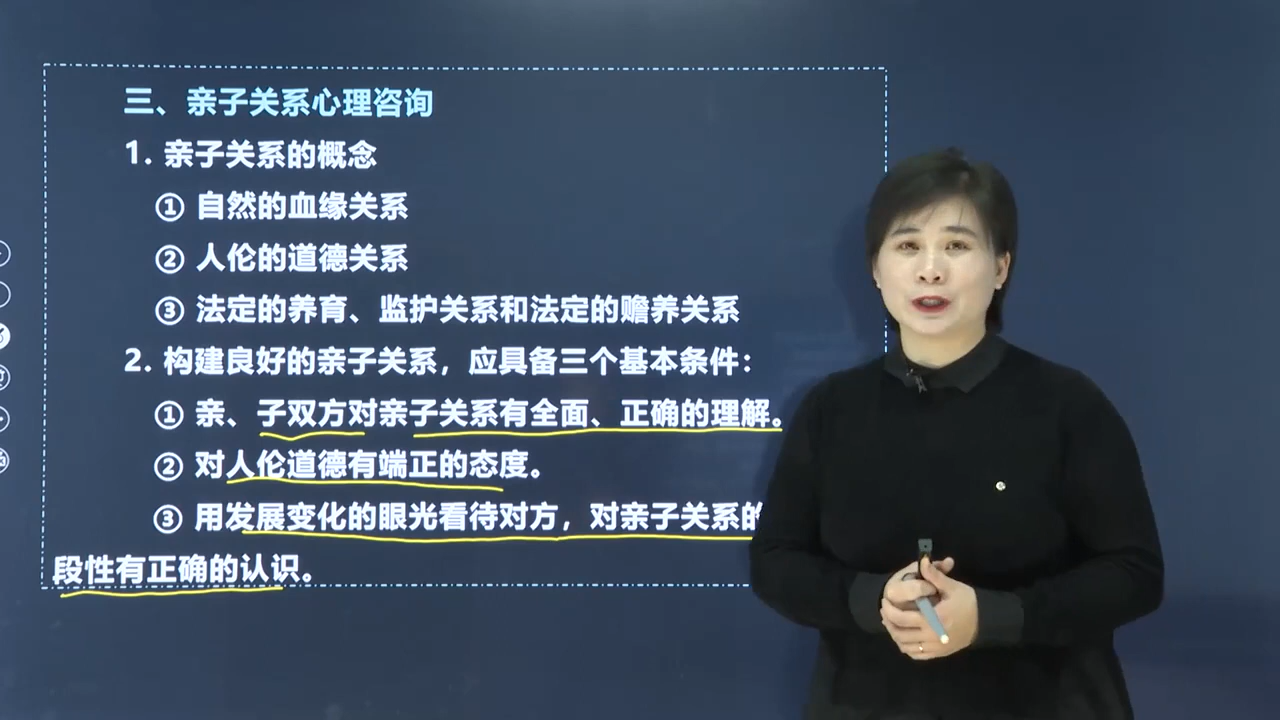 三、亲子关系心理咨询
1. 亲子关系的概念
① 自然的血缘关系
② 人伦的道德关系
③ 法定的养育、监护关系和法定的赡养关系
2. 构建良好的亲子关系，应具备三个基本条件：
① 亲、子双方对亲子关系有全面、正确的理解。
② 对人伦道德有端正的态度。
③ 用发展变化的眼光看待对方，对亲子关系的
段性有正确的认识。